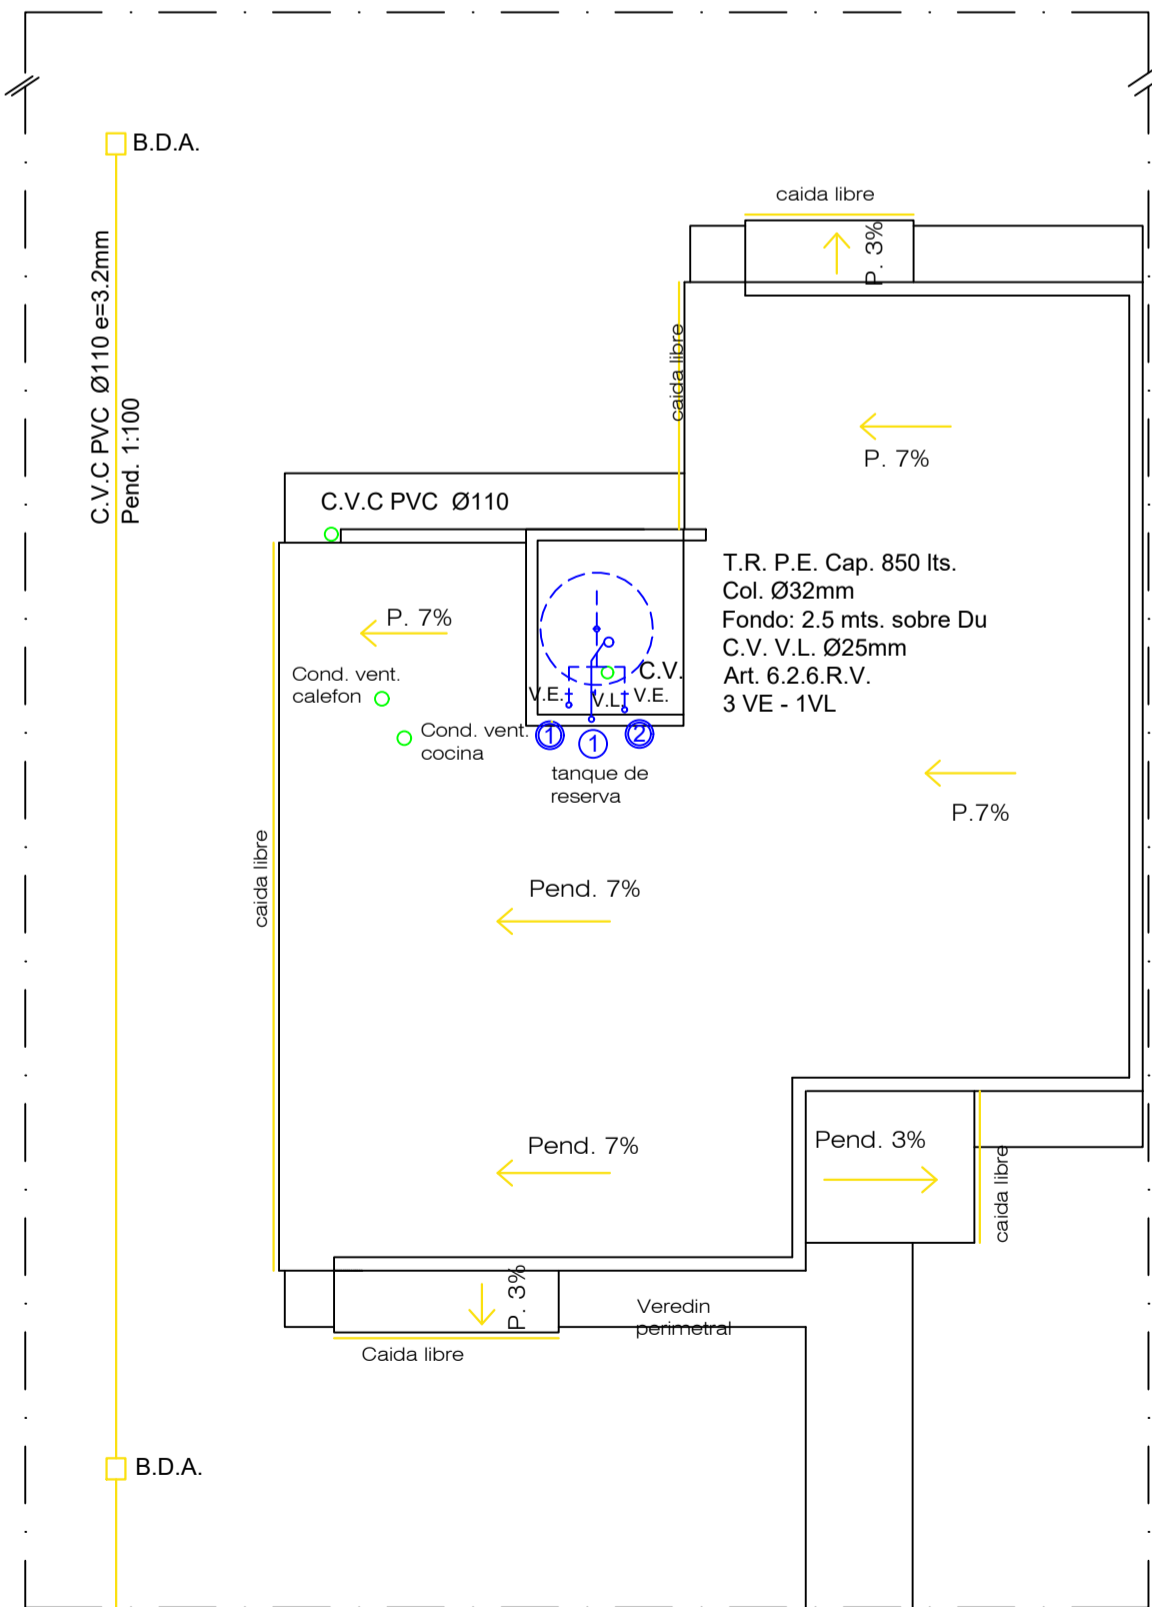 B.D.A.
caida libre
P. 3%
C.V.C PVC  Ø110 e=3.2mm
Pend. 1:100
caida libre
P. 7%
C.V.C PVC  Ø110
T.R. P.E. Cap. 850 lts.
Col. Ø32mm
Fondo: 2.5 mts. sobre Du
C.V. V.L. Ø25mm
Art. 6.2.6.R.V.
3 VE - 1VL
P. 7%
Cond. vent.
calefon
C.V.
V.E.
V.L.
V.E.
Cond. vent.
cocina
1
1
2
tanque de
reserva
P.7%
caida libre
Pend. 7%
Pend. 7%
Pend. 3%
caida libre
P. 3%
Veredin
perimetral
Caida libre
B.D.A.